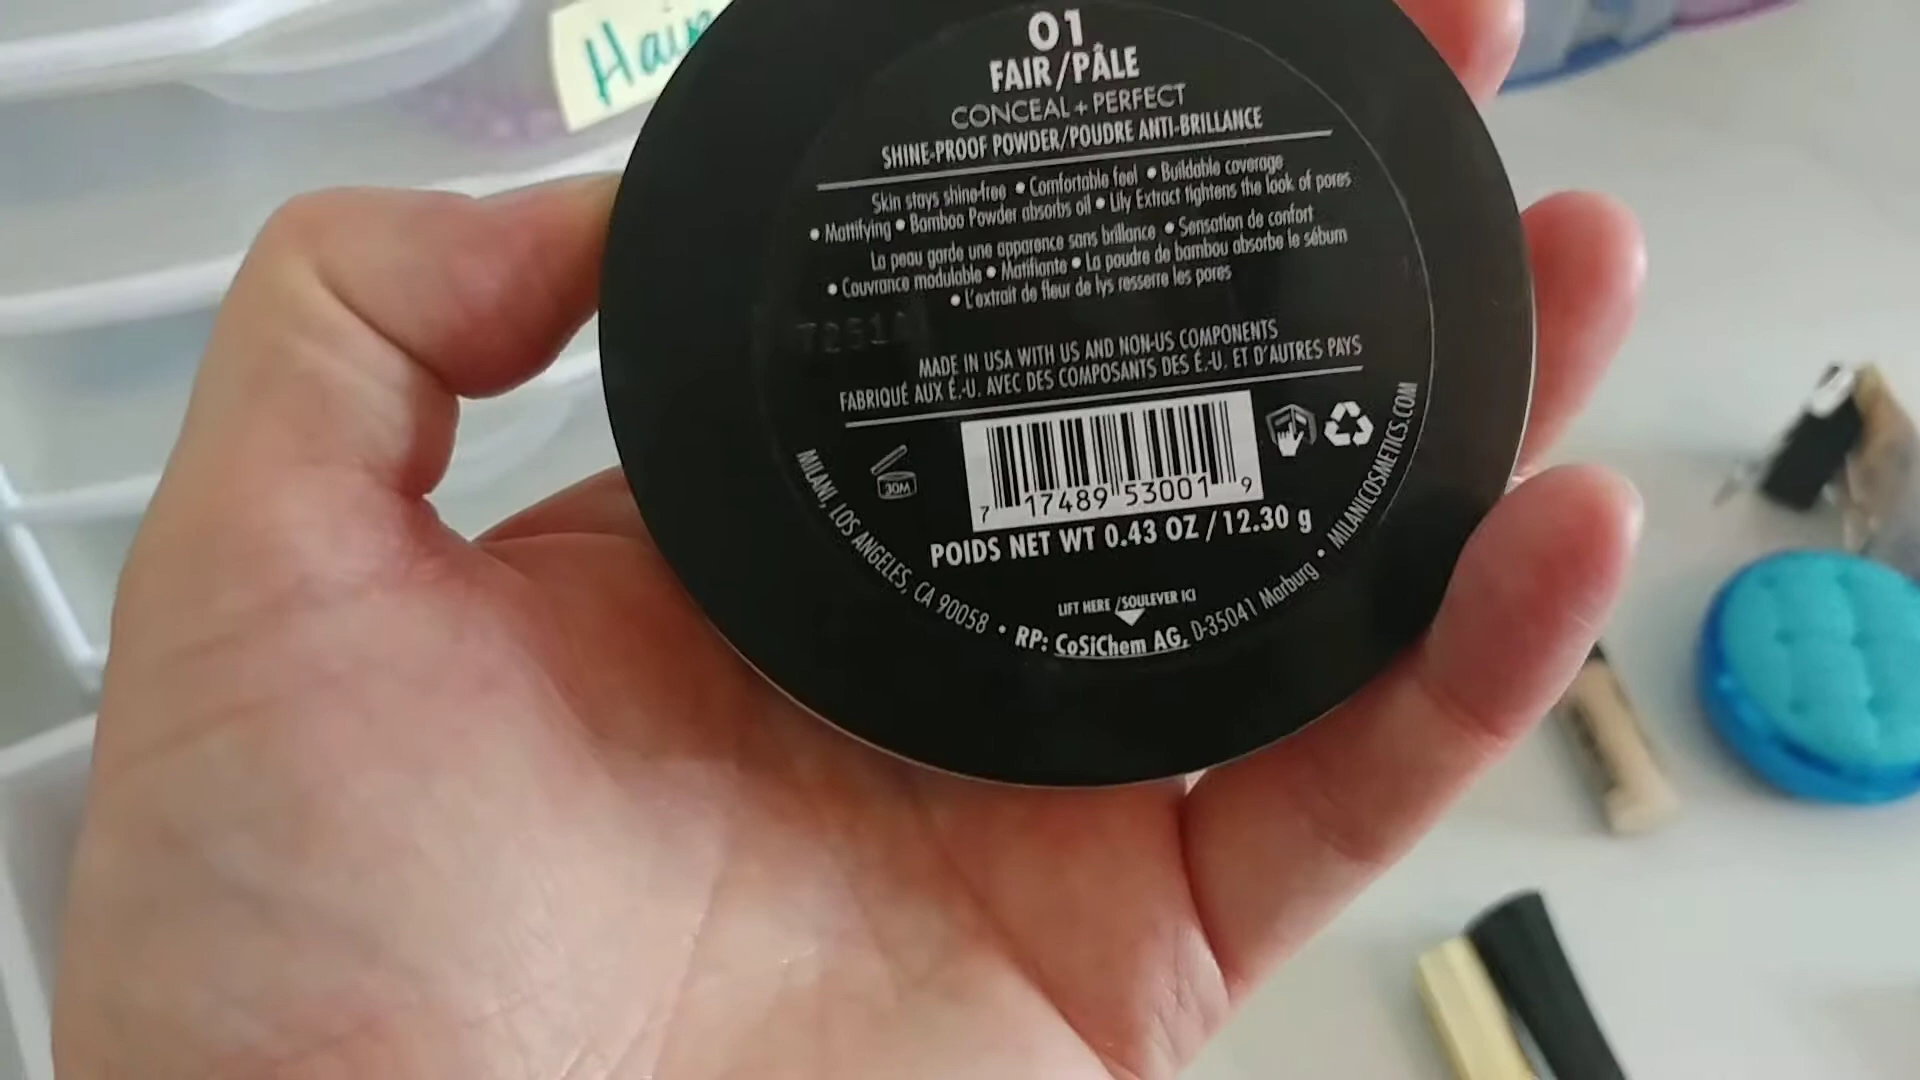 Hair
01
FAIR/PÂLE
CONCEAL + PERFECT
SHINE-PROOF POWDER/POUDRE ANTI-BRILLANCE
Skin stays shine-free • Comfortable feel • Buildable coverage
• Mattifying • Bamboo Powder absorbs oil • Lily Extract tightens the look of pores
La peau garde une apparence sans brillance • Sensation de confort
• Couvrance modulable • Matifiante • La poudre de bambou absorbe le sébum
• L'extrait de fleur de lys resserre les pores
MADE IN USA WITH US AND NON-US COMPONENTS
FABRIQUÉ AUX É.-U. AVEC DES COMPOSANTS DES É.-U. ET D'AUTRES PAYS
30M
7 17489 53001 9
POIDS NET WT 0.43 OZ / 12.30 g
LIFT HERE /SOULEVER ICI
MILANI, LOS ANGELES, CA 90058 • RP: CoSiChem AG, D-35041 Marburg • MILANICOSMETICS.COM